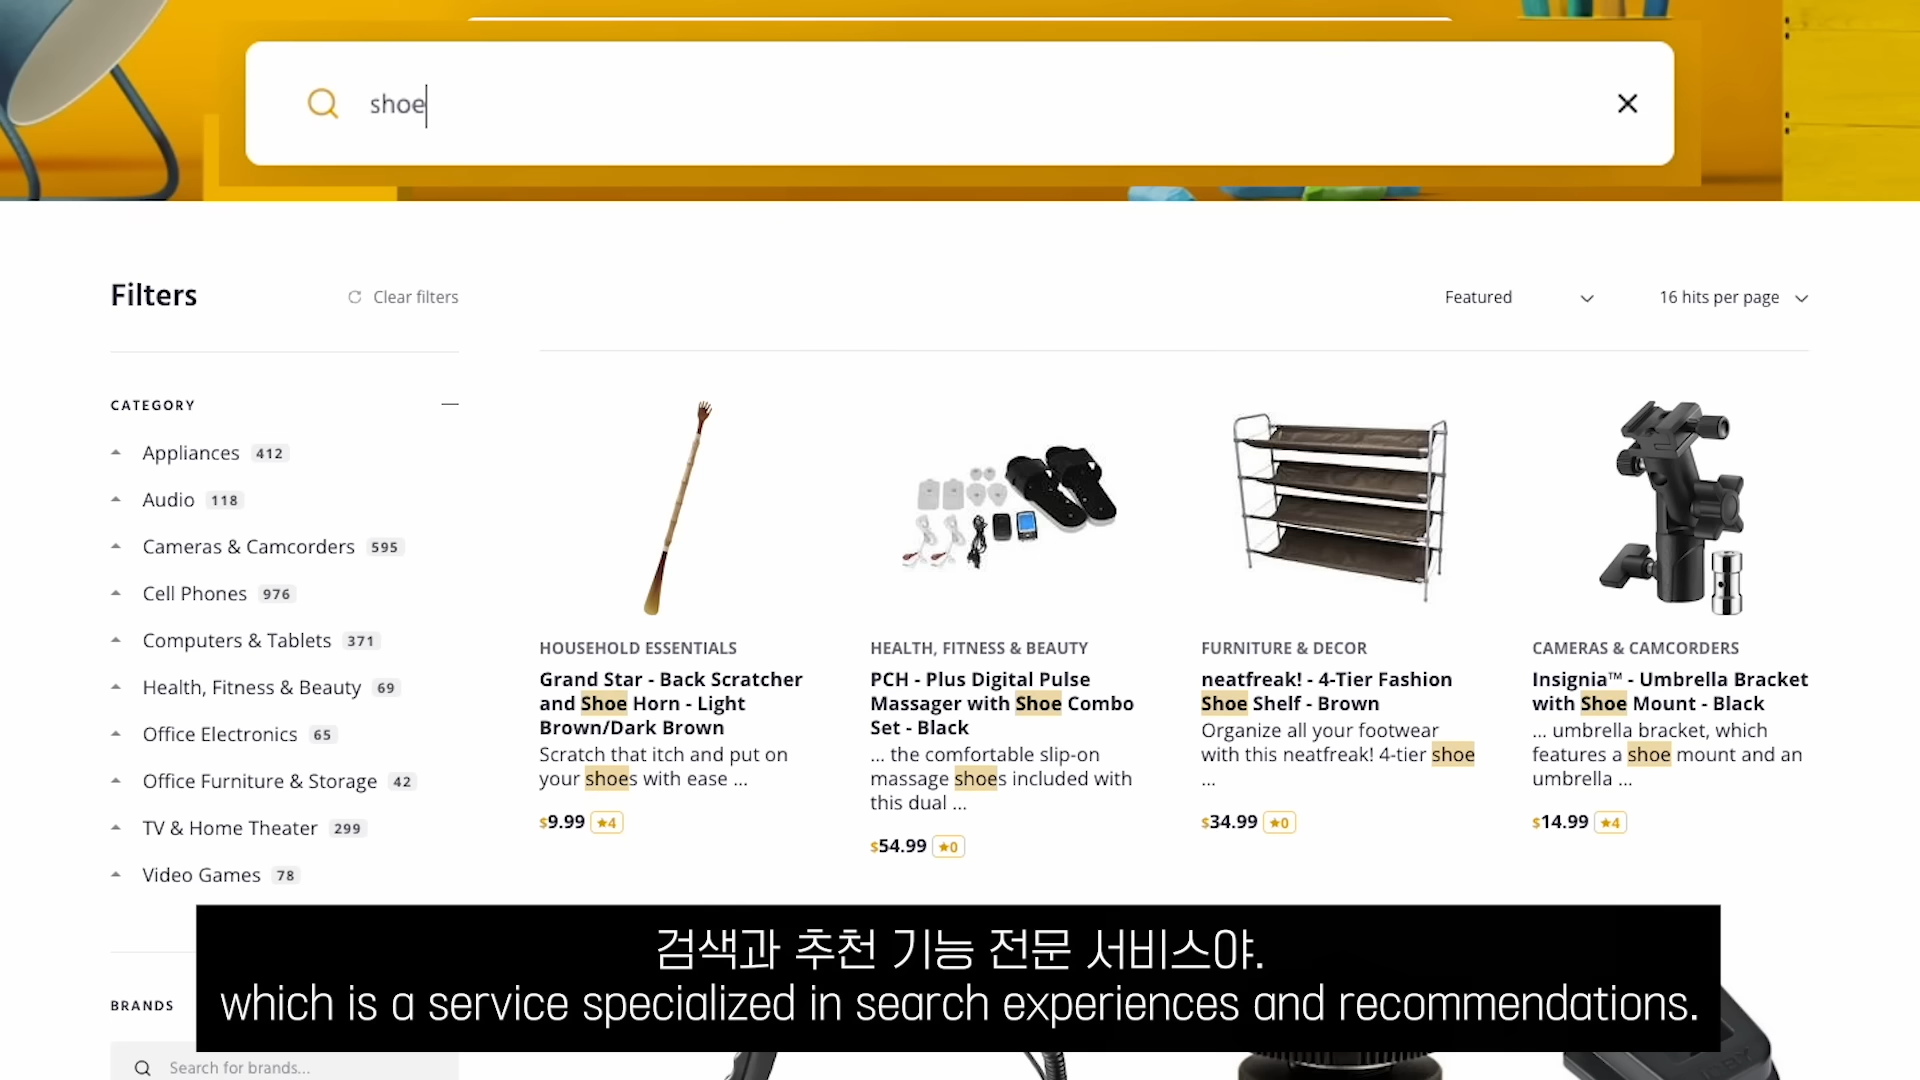 shoe
Filters
Clear filters
Featured
16 hits per page
CATEGORY
Appliances 412
Audio 118
Cameras & Camcorders 595
Cell Phones 976
Computers & Tablets 371
Health, Fitness & Beauty 69
Office Electronics 65
Office Furniture & Storage 42
TV & Home Theater 299
Video Games 78
BRANDS
Search for brands...
HOUSEHOLD ESSENTIALS
Grand Star - Back Scratcher
and Shoe Horn - Light
Brown/Dark Brown
Scratch that itch and put on
your shoes with ease ...
$9.99 ★4
HEALTH, FITNESS & BEAUTY
PCH - Plus Digital Pulse
Massager with Shoe Combo
Set - Black
... the comfortable slip-on
massage shoes included with
this dual ...
$54.99 ★0
FURNITURE & DECOR
neatfreak! - 4-Tier Fashion
Shoe Shelf - Brown
Organize all your footwear
with this neatfreak! 4-tier shoe
...
$34.99 ★0
CAMERAS & CAMCORDERS
Insignia™ - Umbrella Bracket
with Shoe Mount - Black
... umbrella bracket, which
features a shoe mount and an
umbrella ...
$14.99 ★4
검색과 추천 기능 전문 서비스야.
which is a service specialized in search experiences and recommendations.